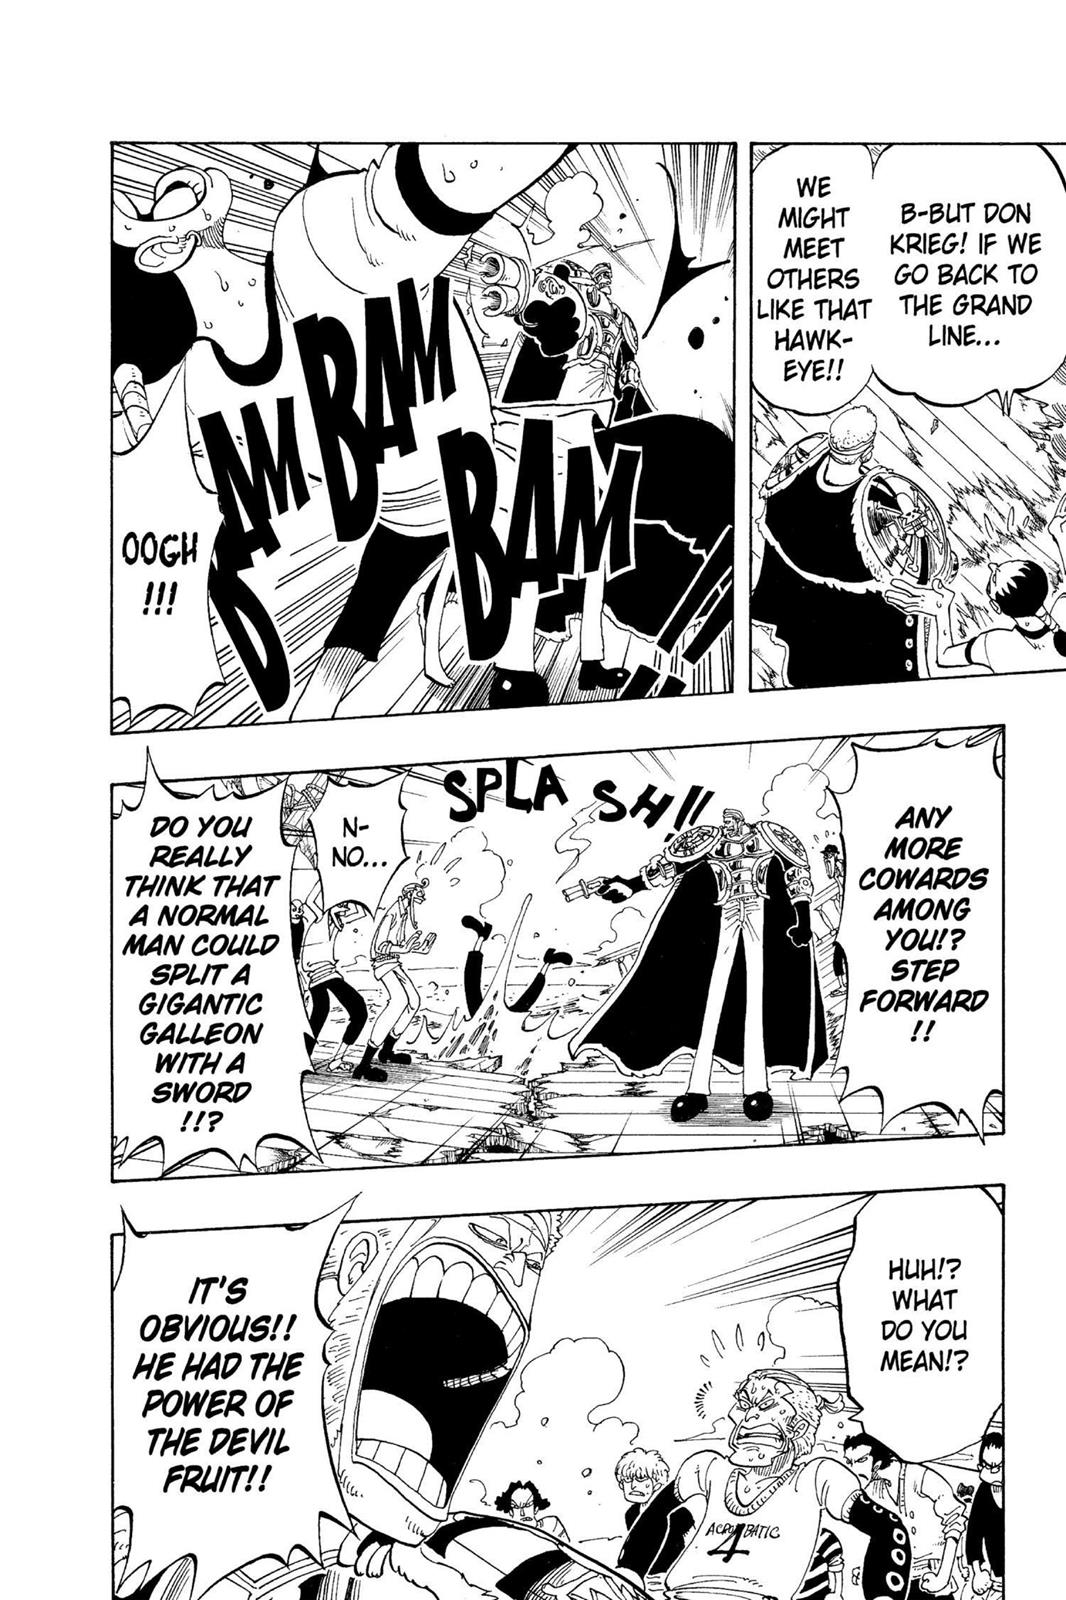 B-BUT DON
KRIEG! IF WE
GO BACK TO
THE GRAND
LINE...
WE
MIGHT
MEET
OTHERS
LIKE THAT
HAWK-
EYE!!
BAM
BAM
BAM
BAM
OOGH
!!!
ANY
MORE
COWARDS
AMONG
YOU!?
STEP
FORWARD
!!
SPLASH!!
N-
NO...
DO YOU
REALLY
THINK THAT
A NORMAL
MAN COULD
SPLIT A
GIGANTIC
GALLEON
WITH A
SWORD
!!?
HUH!?
WHAT
DO YOU
MEAN!?
IT'S
OBVIOUS!!
HE HAD THE
POWER OF
THE DEVIL
FRUIT!!
ACROBATIC
4